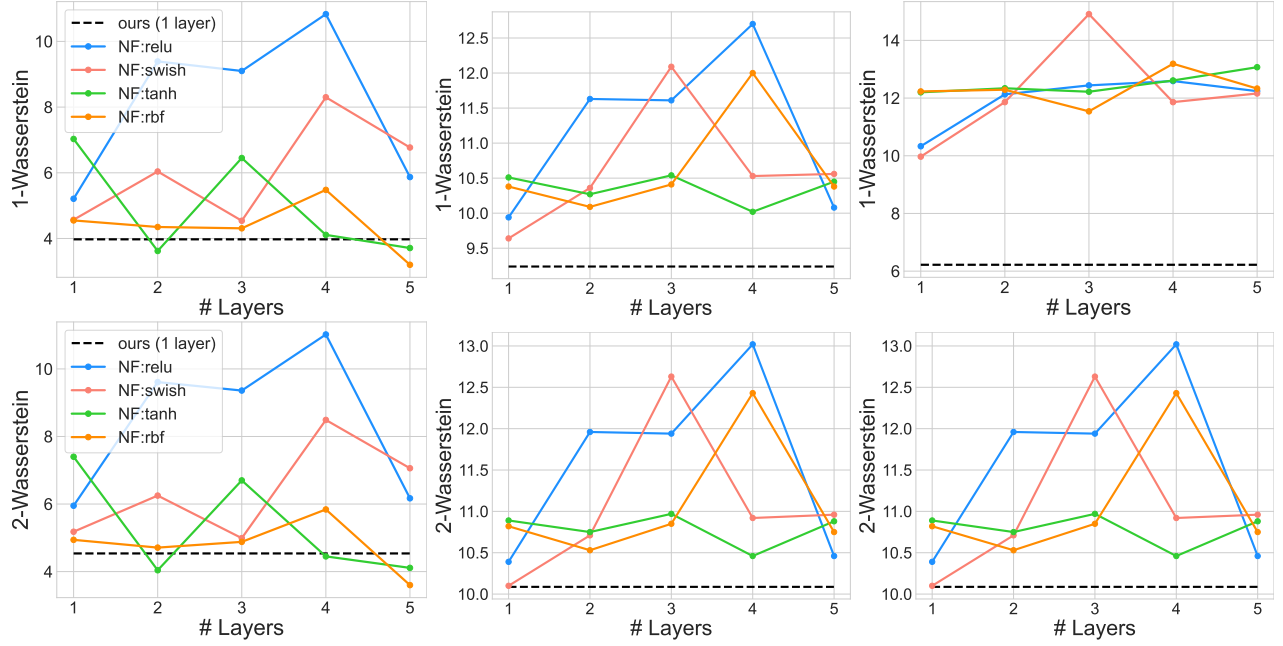 1-Wasserstein
10
8
6
4
ours (1 layer)
NF:relu
NF:swish
NF:tanh
NF:rbf
1 2 3 4 5
# Layers
1-Wasserstein
12.5
12.0
11.5
11.0
10.5
10.0
9.5
1 2 3 4 5
# Layers
1-Wasserstein
14
12
10
8
6
1 2 3 4 5
# Layers
2-Wasserstein
10
8
6
4
ours (1 layer)
NF:relu
NF:swish
NF:tanh
NF:rbf
1 2 3 4 5
# Layers
2-Wasserstein
13.0
12.5
12.0
11.5
11.0
10.5
10.0
1 2 3 4 5
# Layers
2-Wasserstein
13.0
12.5
12.0
11.5
11.0
10.5
10.0
1 2 3 4 5
# Layers